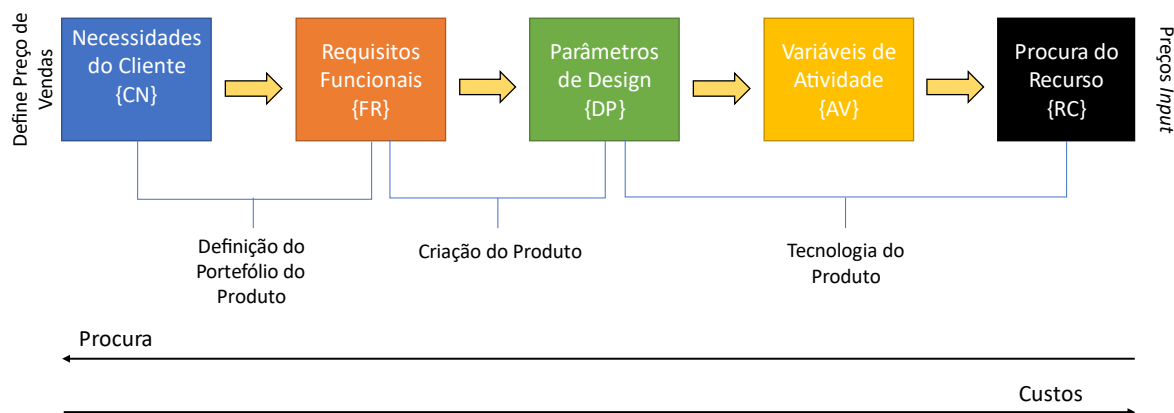 Define Preço de
Vendas
Necessidades
do Cliente
{CN}
Requisitos
Funcionais
{FR}
Parâmetros
de Design
{DP}
Variáveis de
Atividade
{AV}
Procura do
Recurso
{RC}
Preços Input
Definição do
Portefólio do
Produto
Criação do Produto
Tecnologia do
Produto
Procura
Custos